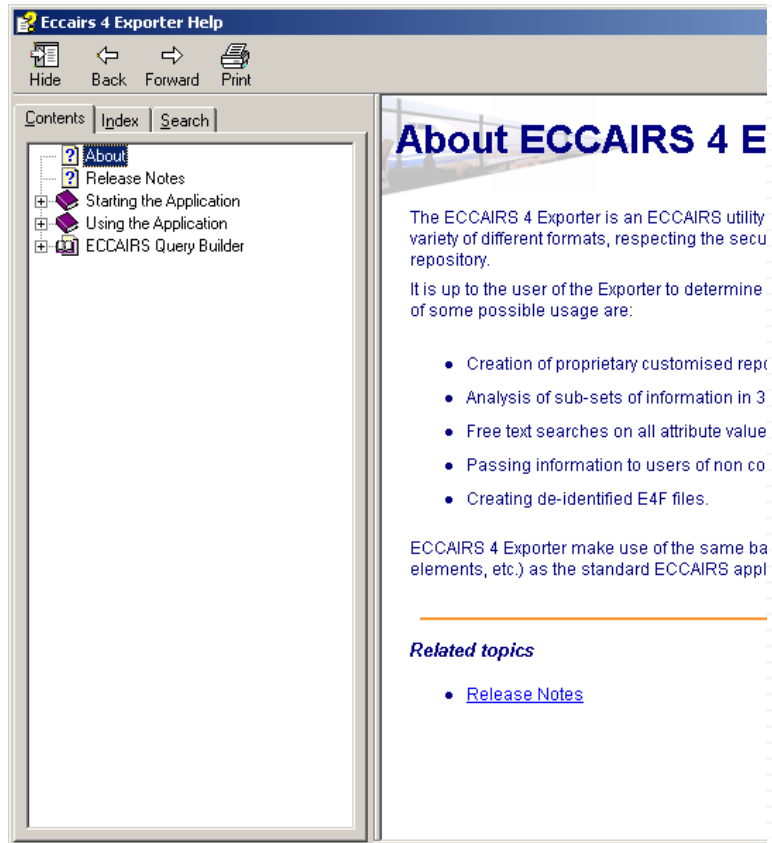 Eccairs 4 Exporter Help
Hide Back Forward Print
Contents Index Search
About
Release Notes
Starting the Application
Using the Application
ECCAIRS Query Builder
About ECCAIRS 4 E
The ECCAIRS 4 Exporter is an ECCAIRS utility
variety of different formats, respecting the secu
repository.
It is up to the user of the Exporter to determine
of some possible usage are:
Creation of proprietary customised repo
Analysis of sub-sets of information in 3
Free text searches on all attribute value
Passing information to users of non co
Creating de-identified E4F files.
ECCAIRS 4 Exporter make use of the same ba
elements, etc.) as the standard ECCAIRS appl
Related topics
Release Notes